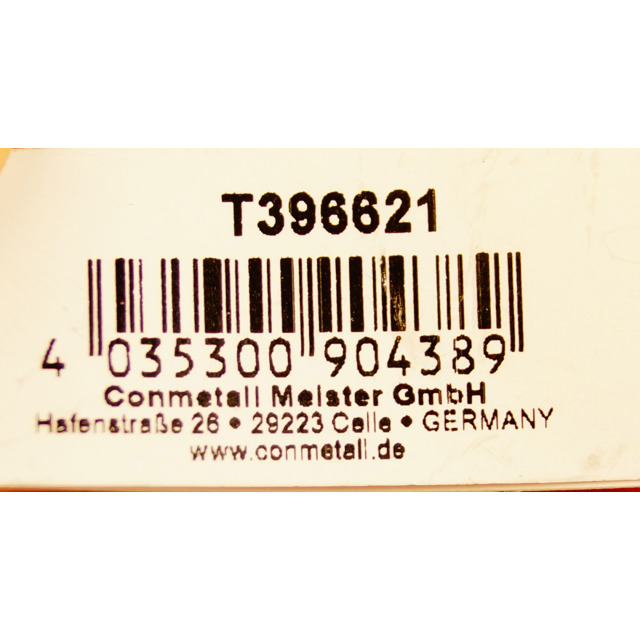 T396621
4 035300 904389
Conmetall Meister GmbH
Hafenstraße 26 • 29223 Celle • GERMANY
www.conmetall.de